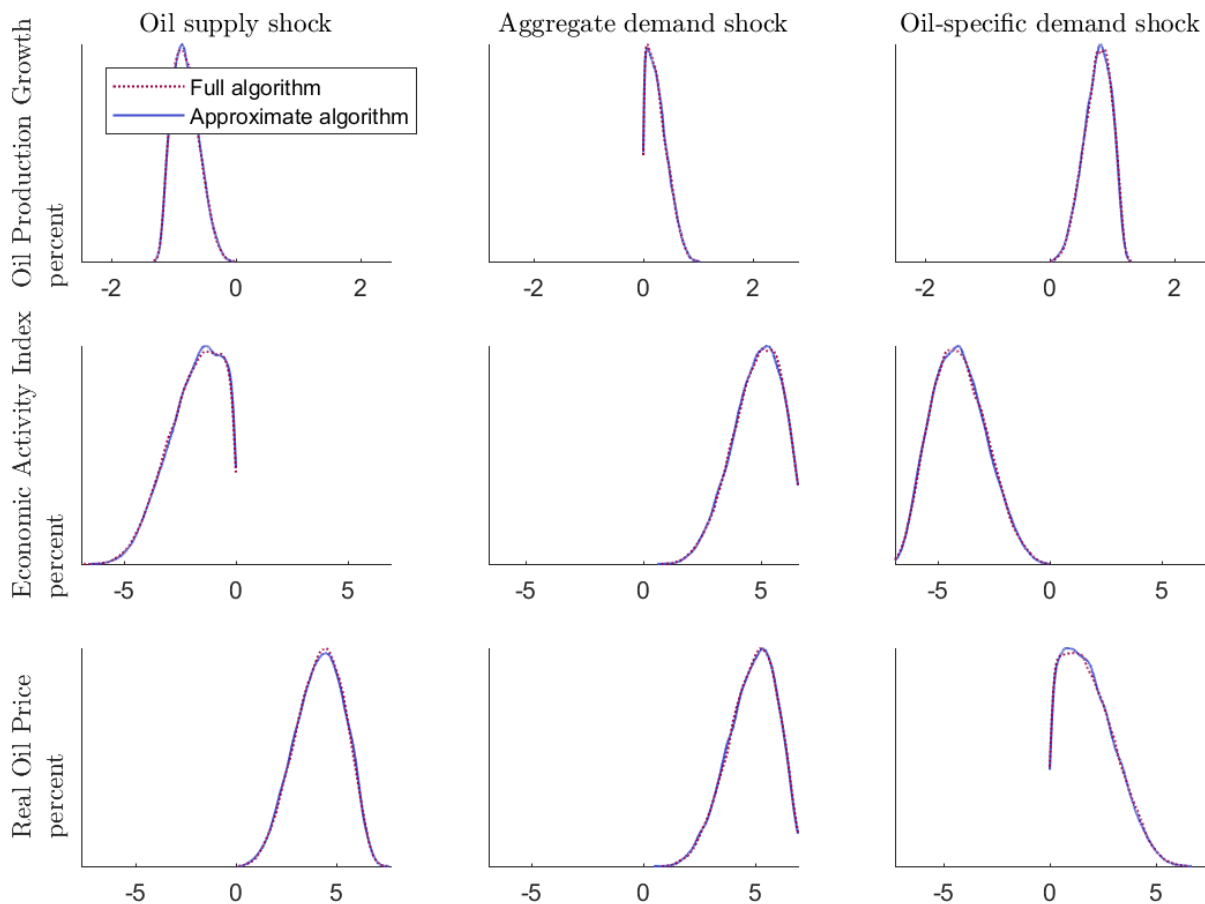 Oil supply shock
Aggregate demand shock
Oil-specific demand shock
Oil Production Growth
percent
Full algorithm
Approximate algorithm
-2 0 2
-2 0 2
-2 0 2
Economic Activity Index
percent
-5 0 5
-5 0 5
-5 0 5
Real Oil Price
percent
-5 0 5
-5 0 5
-5 0 5